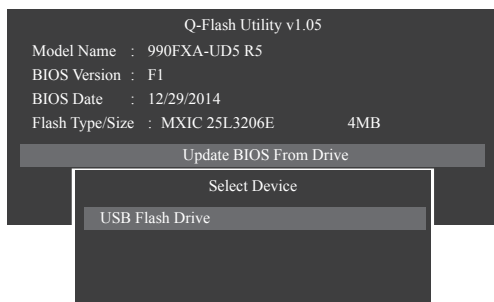 Q-Flash Utility v1.05
Model Name : 990FXA-UD5 R5
BIOS Version : F1
BIOS Date : 12/29/2014
Flash Type/Size : MXIC 25L3206E 4MB
Update BIOS From Drive
Select Device
USB Flash Drive